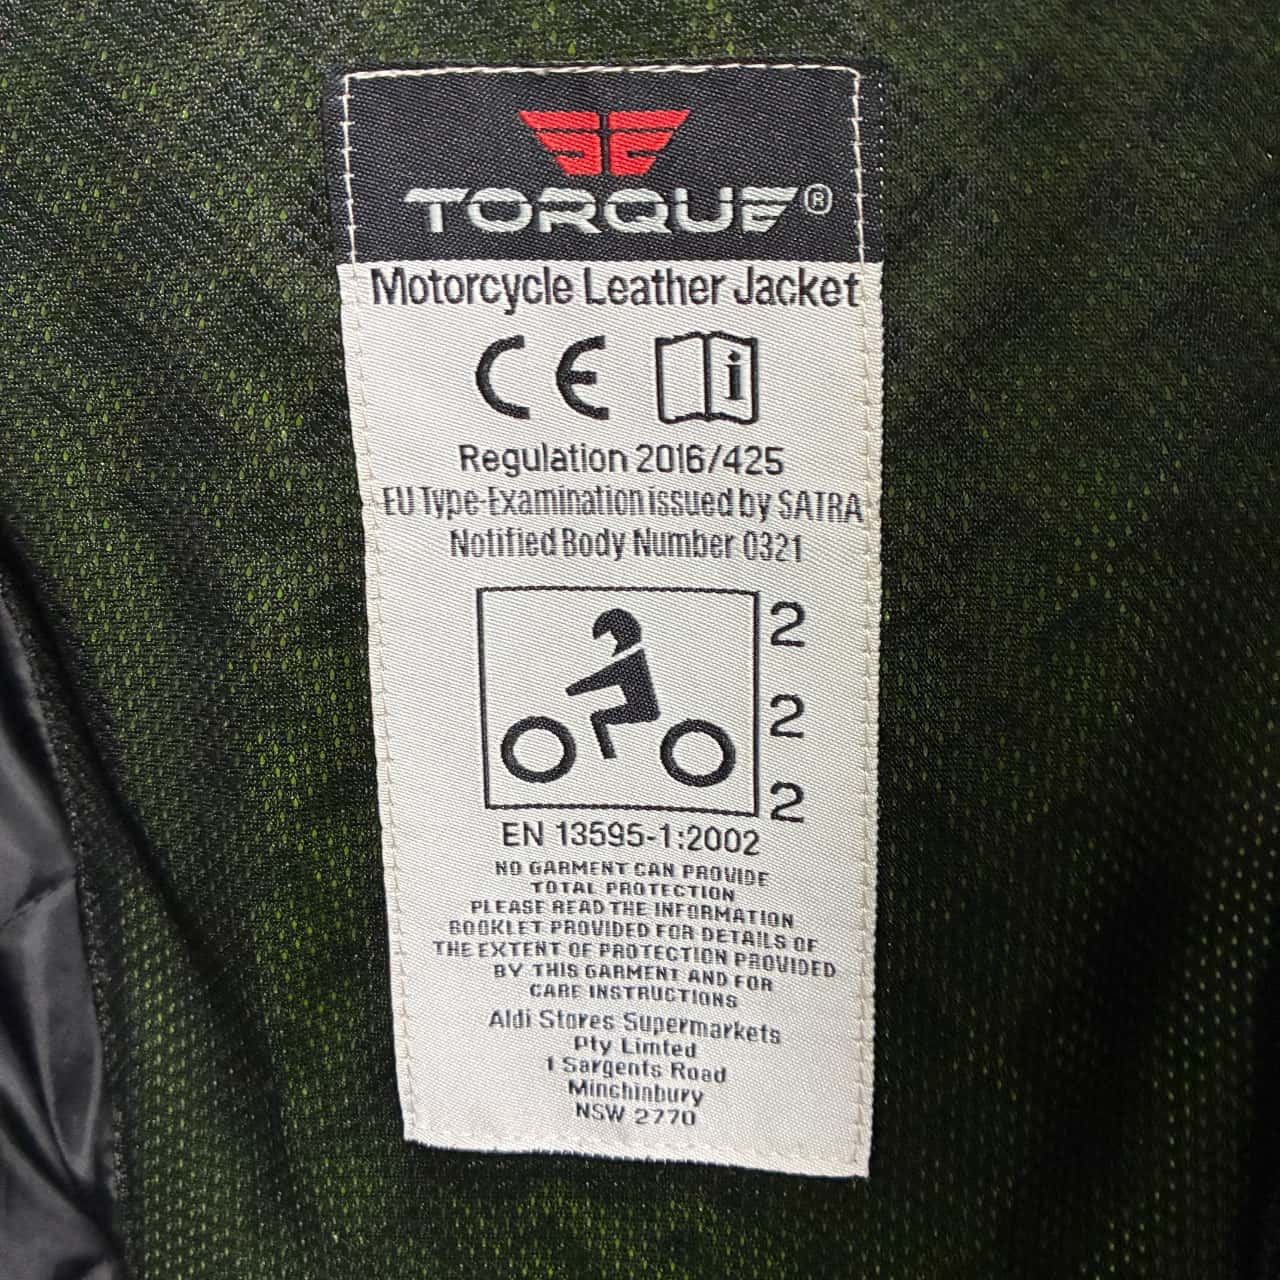 TORQUE®
Motorcycle Leather Jacket
CE i
Regulation 2016/425
EU Type-Examination issued by SATRA
Notified Body Number 0321
2
2
2
EN 13595-1:2002
NO GARMENT CAN PROVIDE
TOTAL PROTECTION
PLEASE READ THE INFORMATION
BOOKLET PROVIDED FOR DETAILS OF
THE EXTENT OF PROTECTION PROVIDED
BY THIS GARMENT AND FOR
CARE INSTRUCTIONS
Aldi Stores Supermarkets
Pty Limted
1 Sargents Road
Minchinbury
NSW 2770